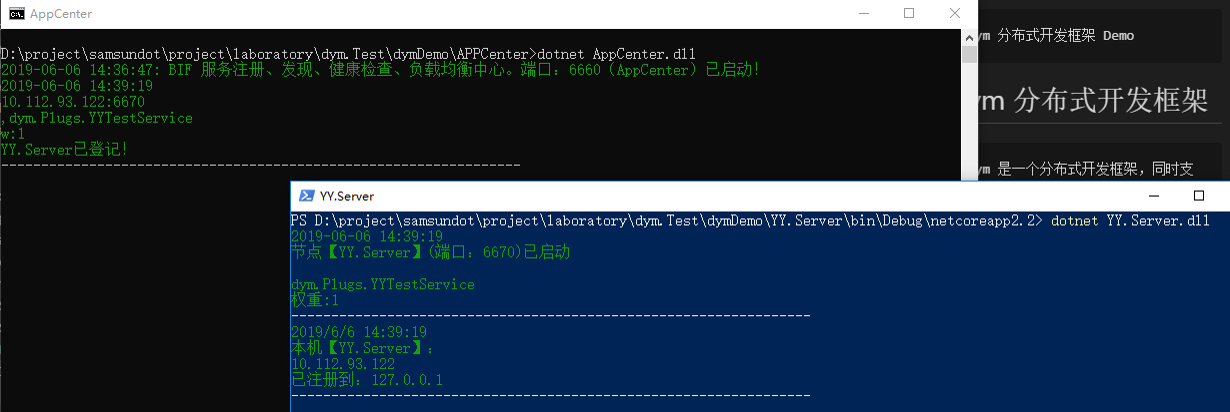 AppCenter
D:\project\samsundot\project\laboratory\dym.Test\dymDemo\APPCenter>dotnet AppCenter.dll
2019-06-06 14:36:47: BIF 服务注册、发现、健康检查、负载均衡中心。端口：6660（AppCenter）已启动！
2019-06-06 14:39:19
10.112.93.122:6670
,dym.Plugs.YYTestService
w:1
YY.Server已登记！
-----------------------------------------------------------------
ym 分布式开发框架 Demo
ym 分布式开发框架
ym 是一个分布式开发框架，同时支
YY.Server
PS D:\project\samsundot\project\laboratory\dym.Test\dymDemo\YY.Server\bin\Debug\netcoreapp2.2> dotnet YY.Server.dll
2019-06-06 14:39:19
节点【YY.Server】(端口：6670)已启动
dym.Plugs.YYTestService
权重:1
-----------------------------------------------------------------
2019/6/6 14:39:19
本机【YY.Server】：
10.112.93.122
已注册到：127.0.0.1
-----------------------------------------------------------------